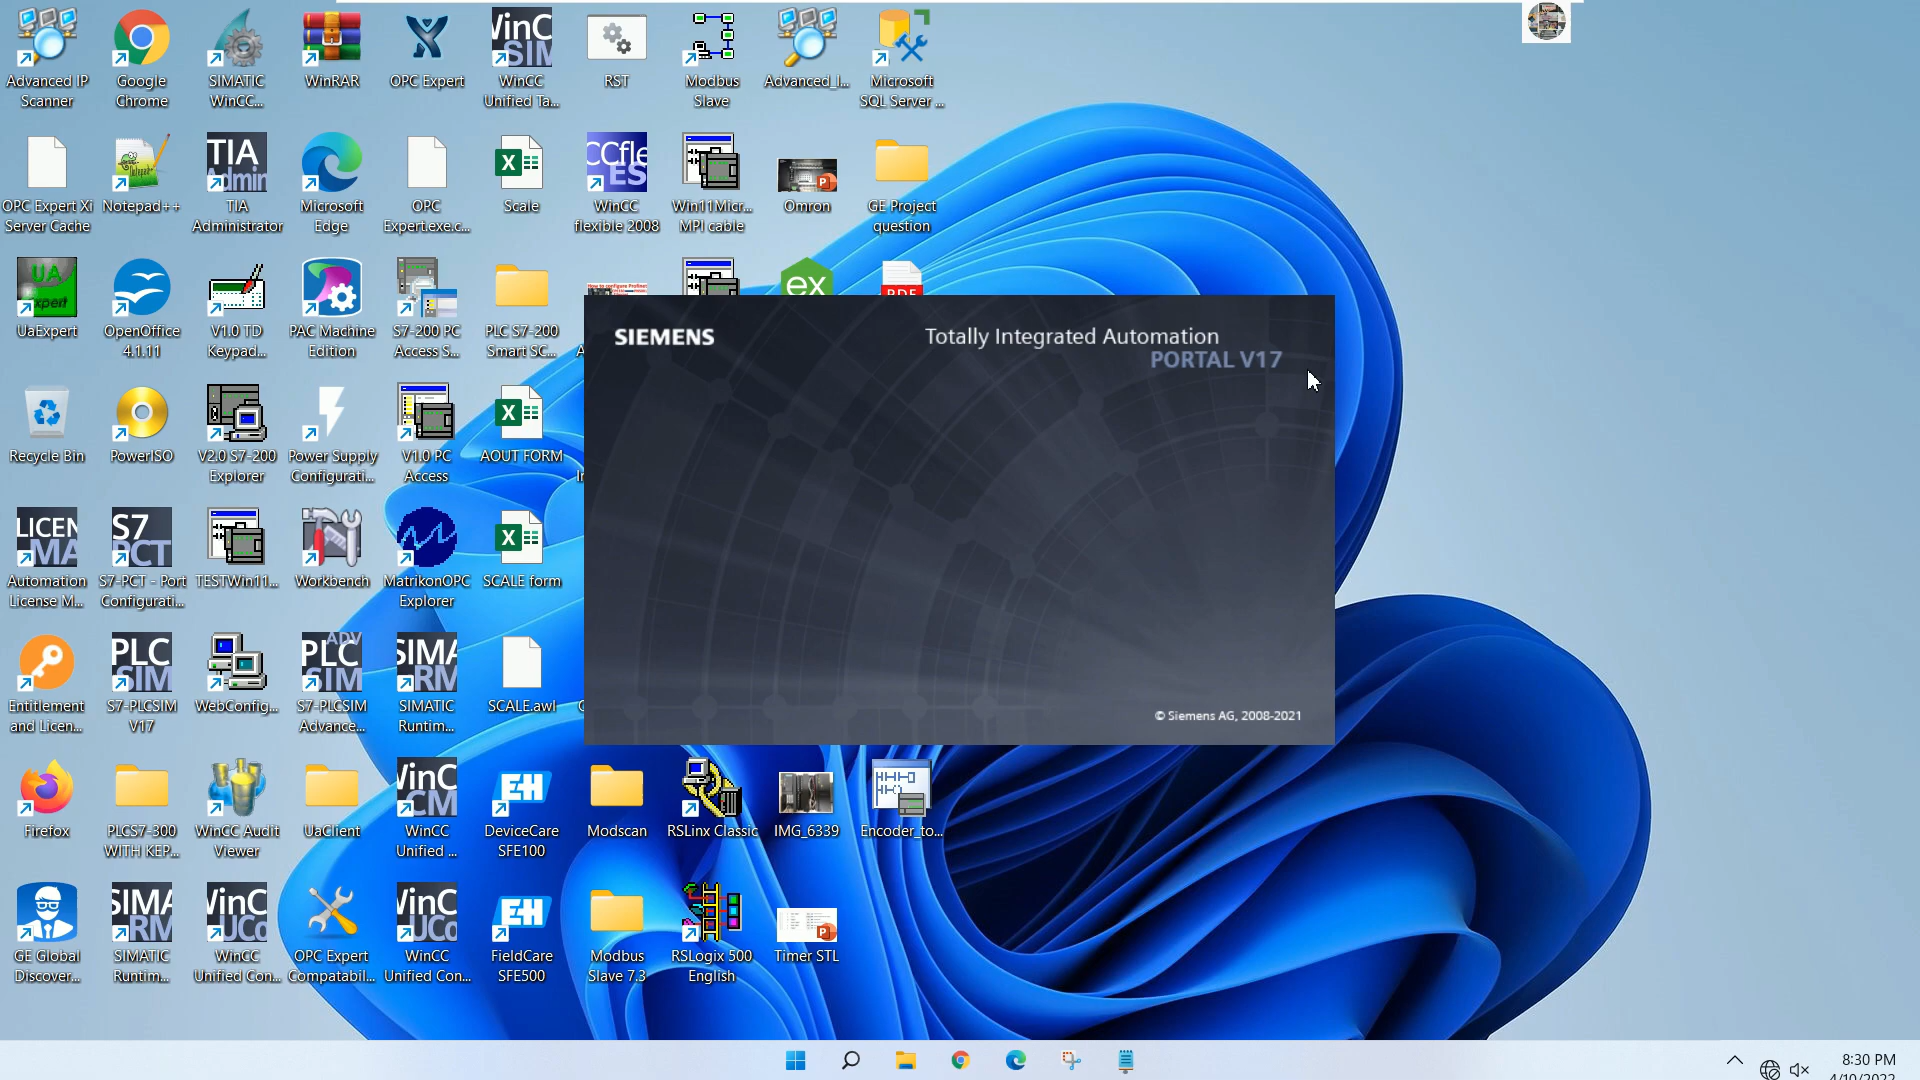 Advanced IP
Scanner
Google
Chrome
SIMATIC
WinCC...
WinRAR
OPC Expert
WinCC
Unified Ta...
RST
Modbus
Slave
Advanced_I...
Microsoft
SQL Server ...
OPC Expert Xi
Server Cache
Notepad++
TIA
Administrator
Microsoft
Edge
OPC
Expert.exe.c...
Scale
WinCC
flexible 2008
Win11Micr...
MPI cable
Omron
GE Project
question
UaExpert
OpenOffice
4.1.11
V1.0 TD
Keypad...
PAC Machine
Edition
S7-200 PC
Access S...
PLC S7-200
Smart SC...
SIEMENS
Totally Integrated Automation
PORTAL V17
Recycle Bin
PowerISO
V2.0 S7-200
Explorer
Power Supply
Configurati...
V1.0 PC
Access
AOUT FORM
Automation
License M...
S7-PCT - Port
Configurati...
TESTWin11...
Workbench
MatrikonOPC
Explorer
SCALE form
Entitlement
and Licen...
S7-PLCSIM
V17
WebConfig...
S7-PLCSIM
Advance...
SIMATIC
Runtim...
SCALE.awl
© Siemens AG, 2008-2021
Firefox
PLCS7-300
WITH KEP...
WinCC Audit
Viewer
UaClient
WinCC
Unified ...
DeviceCare
SFE100
Modscan
RSLinx Classic
IMG_6339
Encoder_to...
GE Global
Discover...
SIMATIC
Runtim...
WinCC
Unified Con...
OPC Expert
Compatabil...
WinCC
Unified Con...
FieldCare
SFE500
Modbus
Slave 7.3
RSLogix 500
English
Timer STL
8:30 PM
4/10/2022